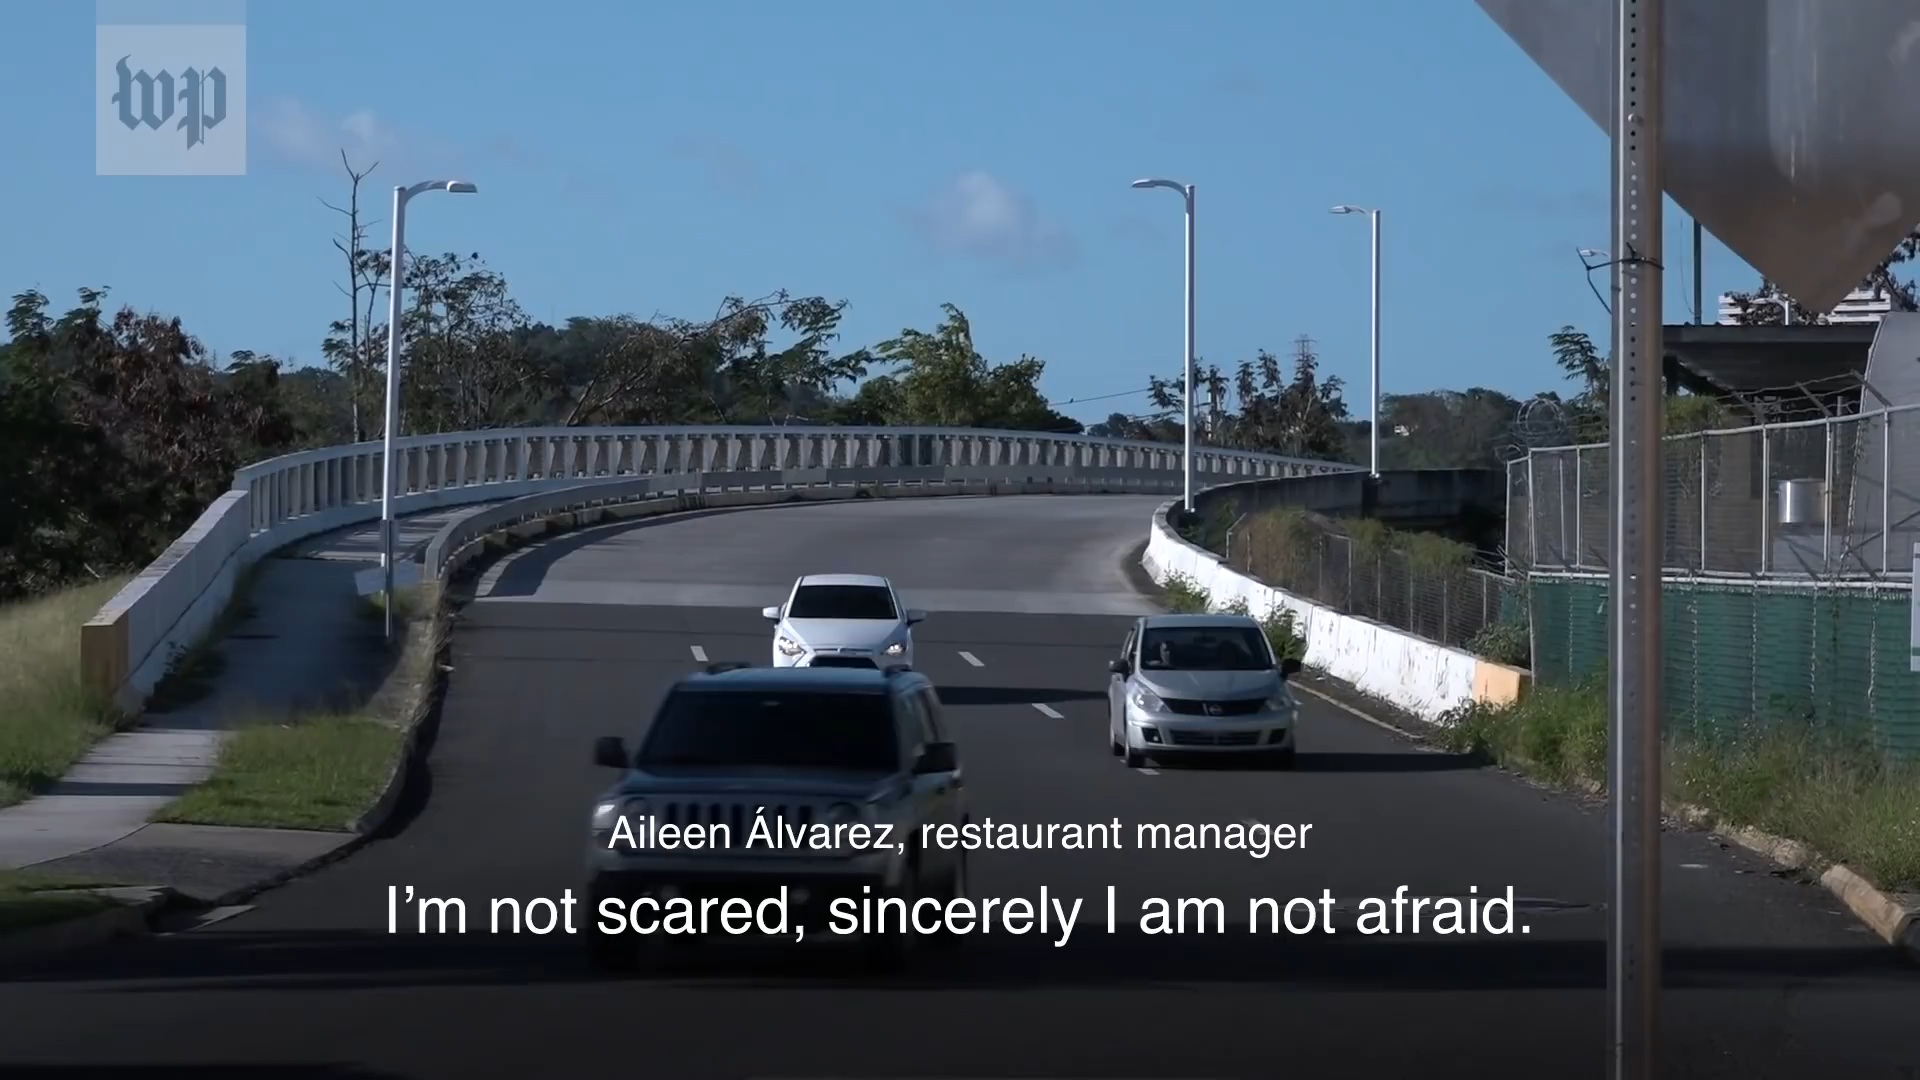 wp
Aileen Álvarez, restaurant manager
I’m not scared, sincerely I am not afraid.